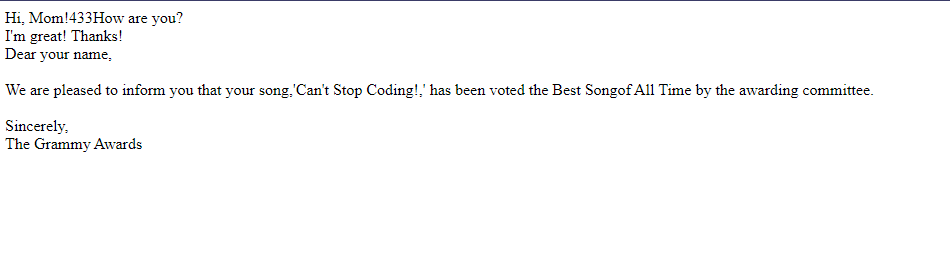 Hi, Mom!433How are you?
I'm great! Thanks!
Dear your name,
We are pleased to inform you that your song,'Can't Stop Coding!,' has been voted the Best Songof All Time by the awarding committee.
Sincerely,
The Grammy Awards